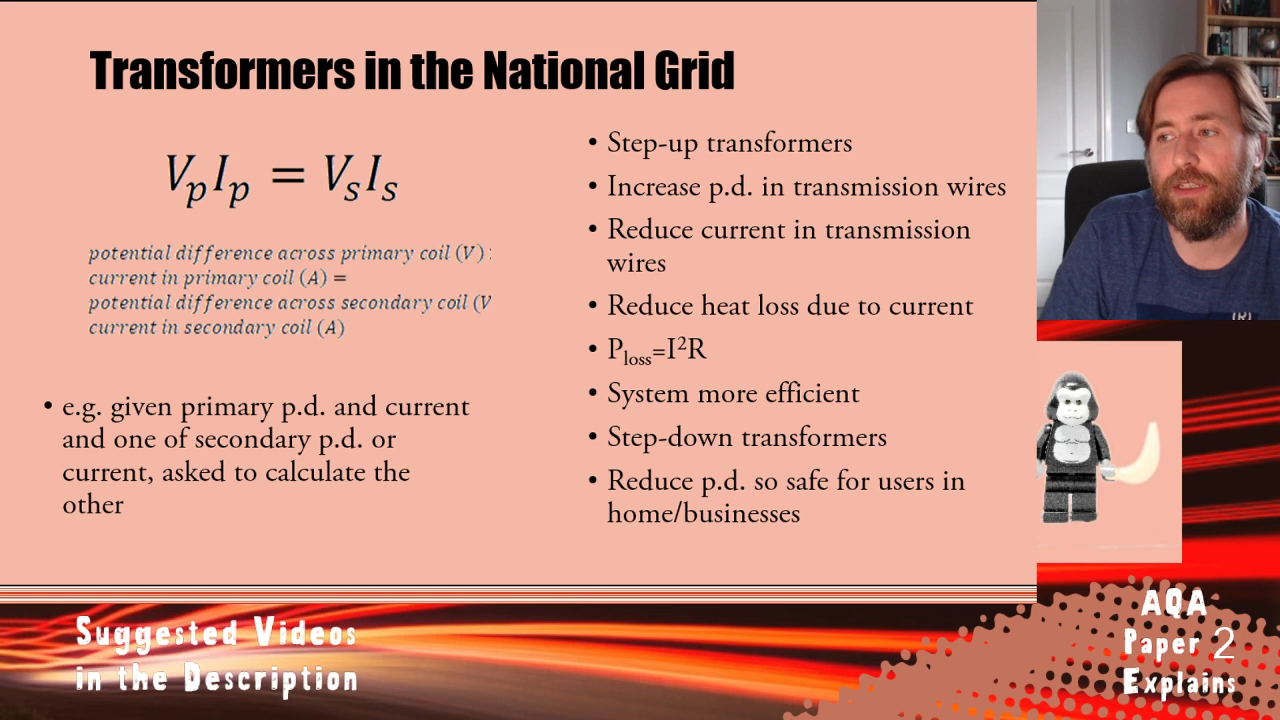 Transformers in the National Grid
VₚIₚ = VₛIₛ
potential difference across primary coil (V) :
current in primary coil (A) =
potential difference across secondary coil (V
current in secondary coil (A)
• e.g. given primary p.d. and current
and one of secondary p.d. or
current, asked to calculate the
other
• Step-up transformers
• Increase p.d. in transmission wires
• Reduce current in transmission
wires
• Reduce heat loss due to current
• Pₗₒₛₛ=I²R
• System more efficient
• Step-down transformers
• Reduce p.d. so safe for users in
home/businesses
(R)
Suggested Videos
in the Description
AQA
Paper 2
Explains